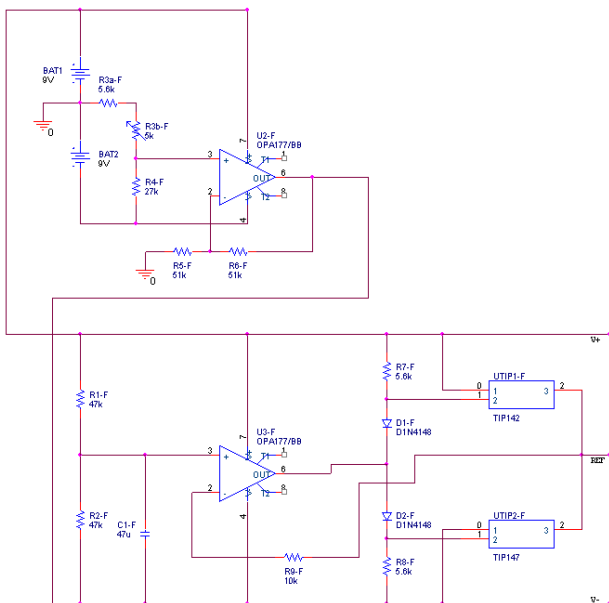 BAT1
9V
R3a-F
5.6k
0
R3b-F
5k
BAT2
9V
R4-F
27k
U2-F
OPA177/BB
7
3
+
T1
1
OUT
6
2
-
T2
8
4
V+
V-
R5-F
51k
R6-F
51k
0
V+
R1-F
47k
R7-F
5.6k
UTIP1-F
0
1
3
2
1
2
TIP142
D1-F
D1N4148
U3-F
OPA177/BB
7
3
+
T1
1
OUT
6
2
-
T2
8
4
V+
V-
REF
R2-F
47k
C1-F
47u
D2-F
D1N4148
UTIP2-F
0
1
3
2
1
2
TIP147
R9-F
10k
R8-F
5.6k
V-